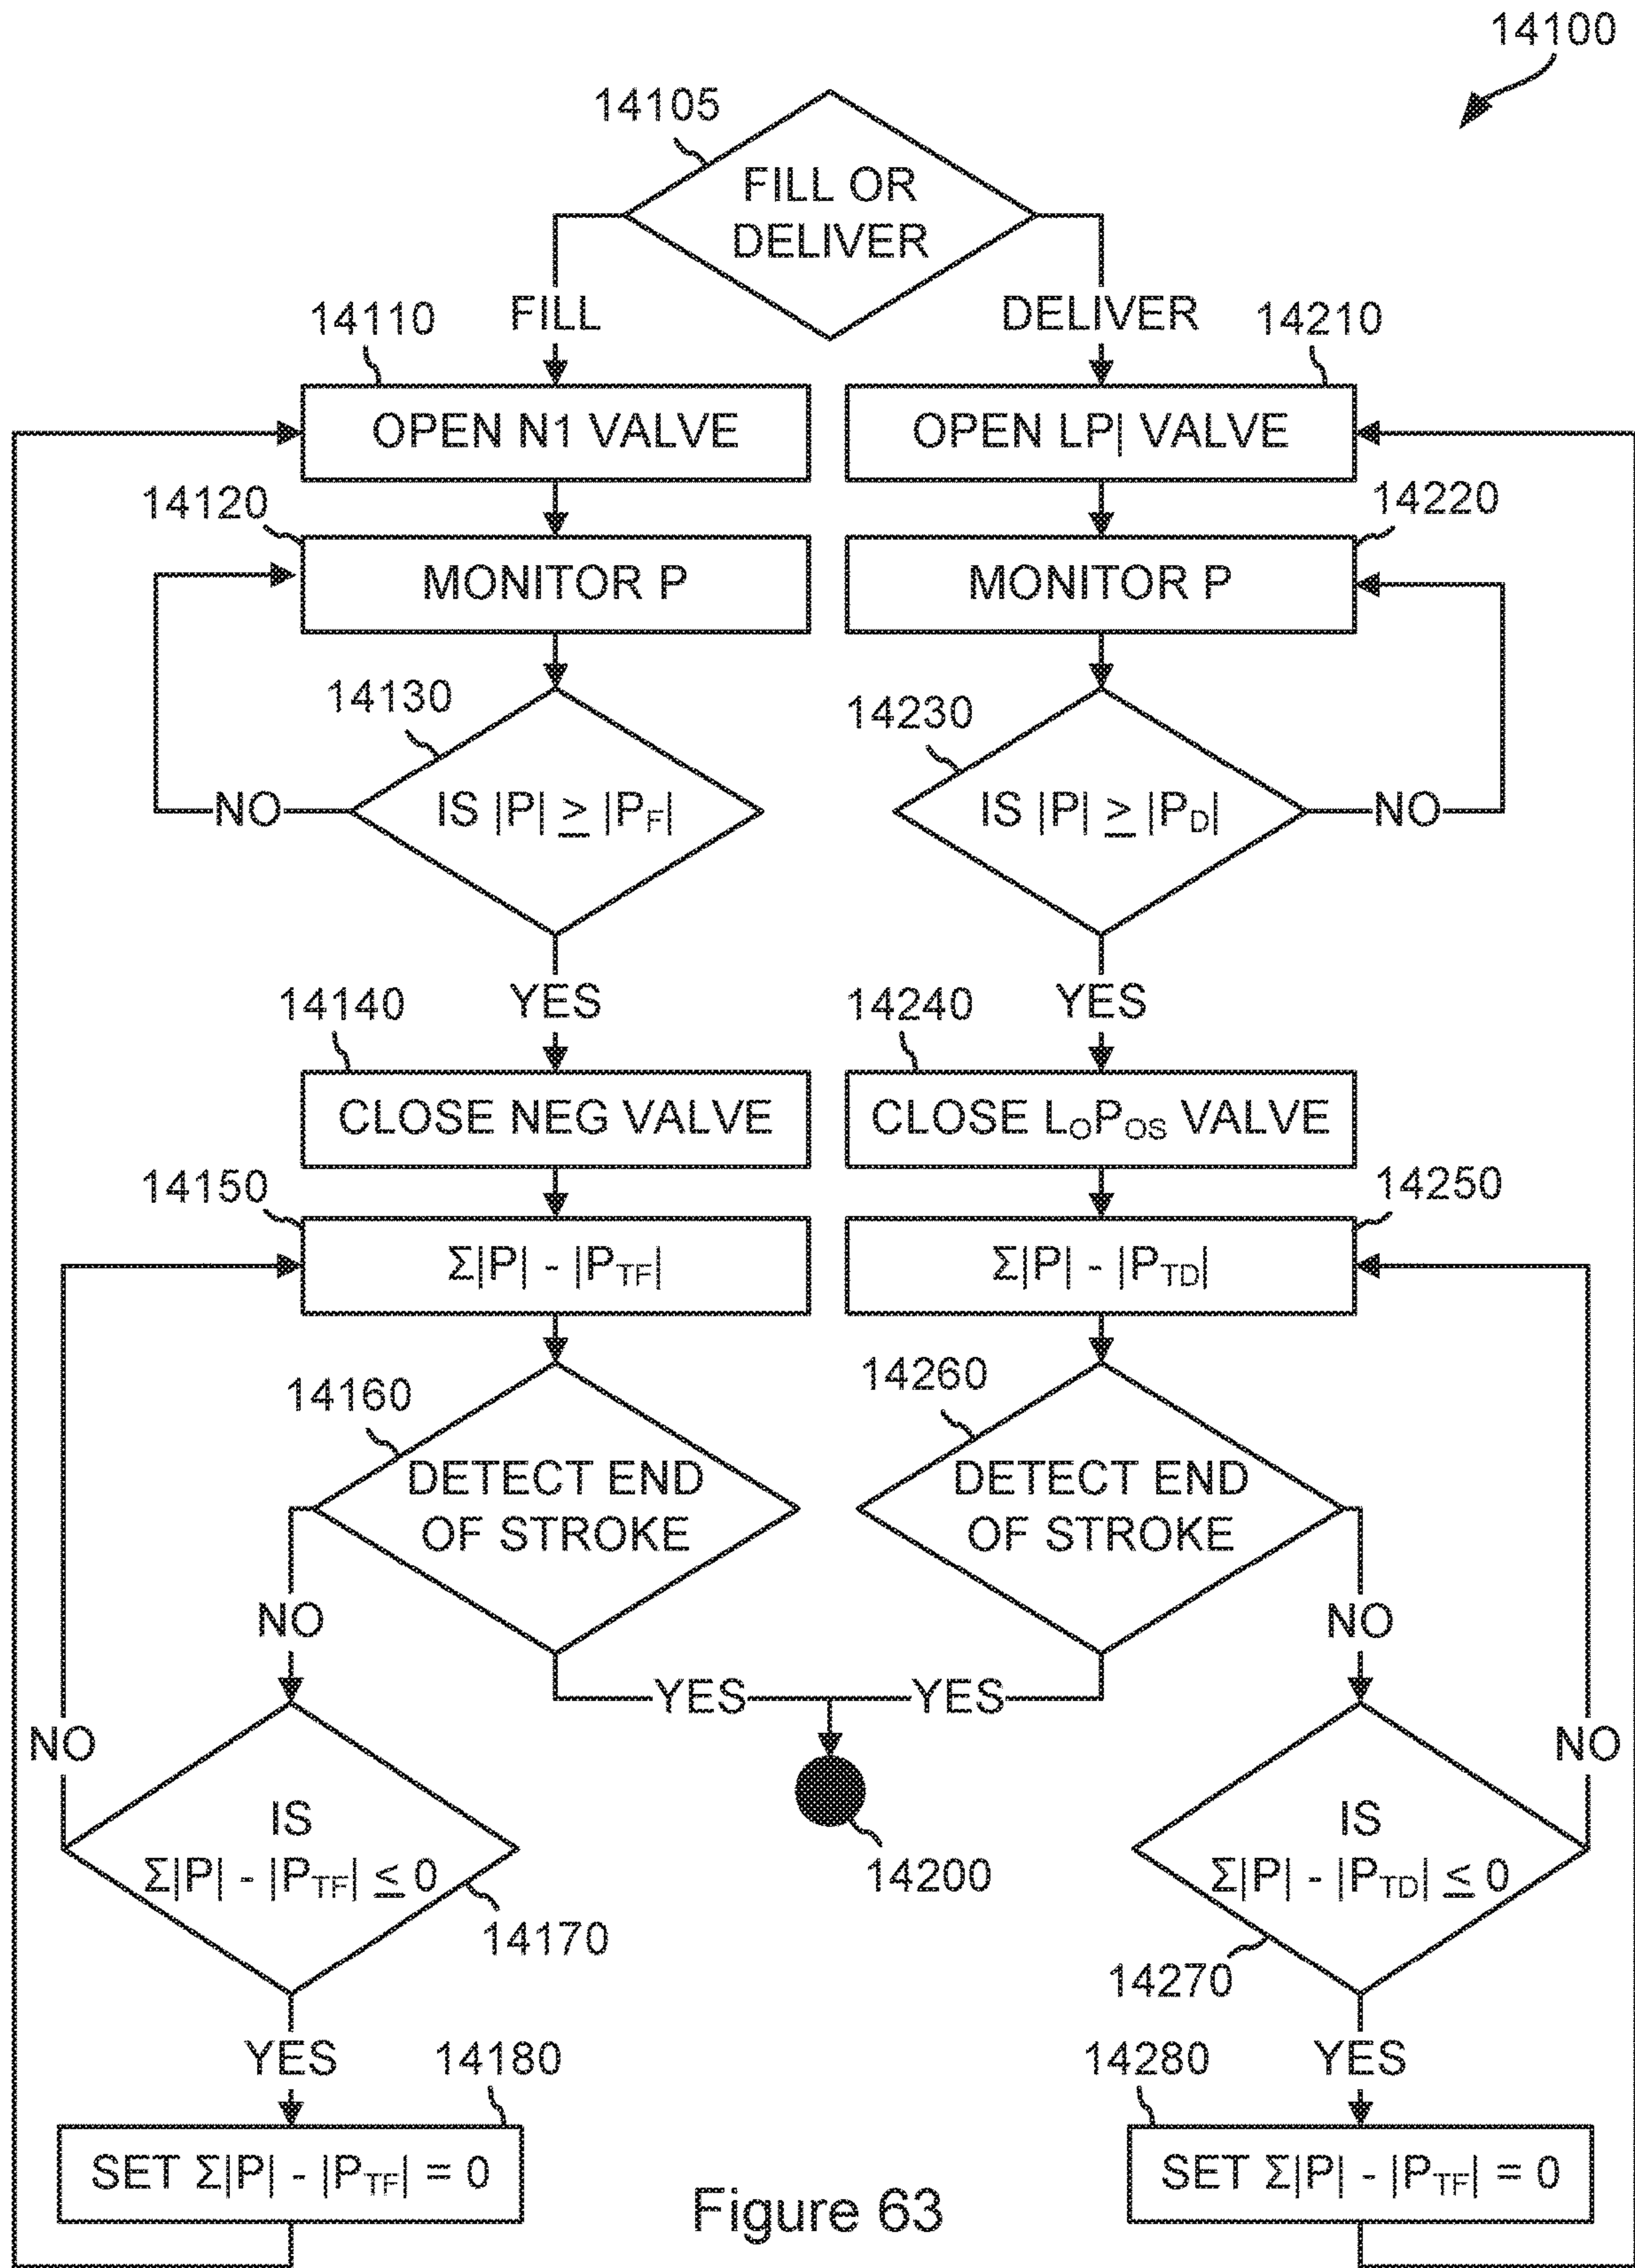 14100
14105
FILL OR
DELIVER
FILL
DELIVER
14110
14210
OPEN N1 VALVE
OPEN LP| VALVE
14120
14220
MONITOR P
MONITOR P
14130
14230
IS |P| ≥ |PF|
NO
IS |P| ≥ |PD|
NO
YES
YES
14140
14240
CLOSE NEG VALVE
CLOSE LOPOS VALVE
14150
14250
Σ|P| - |PTF|
Σ|P| - |PTD|
14160
14260
DETECT END
OF STROKE
DETECT END
OF STROKE
NO
NO
YES
YES
NO
NO
IS
Σ|P| - |PTF| ≤ 0
IS
Σ|P| - |PTD| ≤ 0
14200
14170
14270
YES
YES
14180
14280
SET Σ|P| - |PTF| = 0
SET Σ|P| - |PTF| = 0
Figure 63